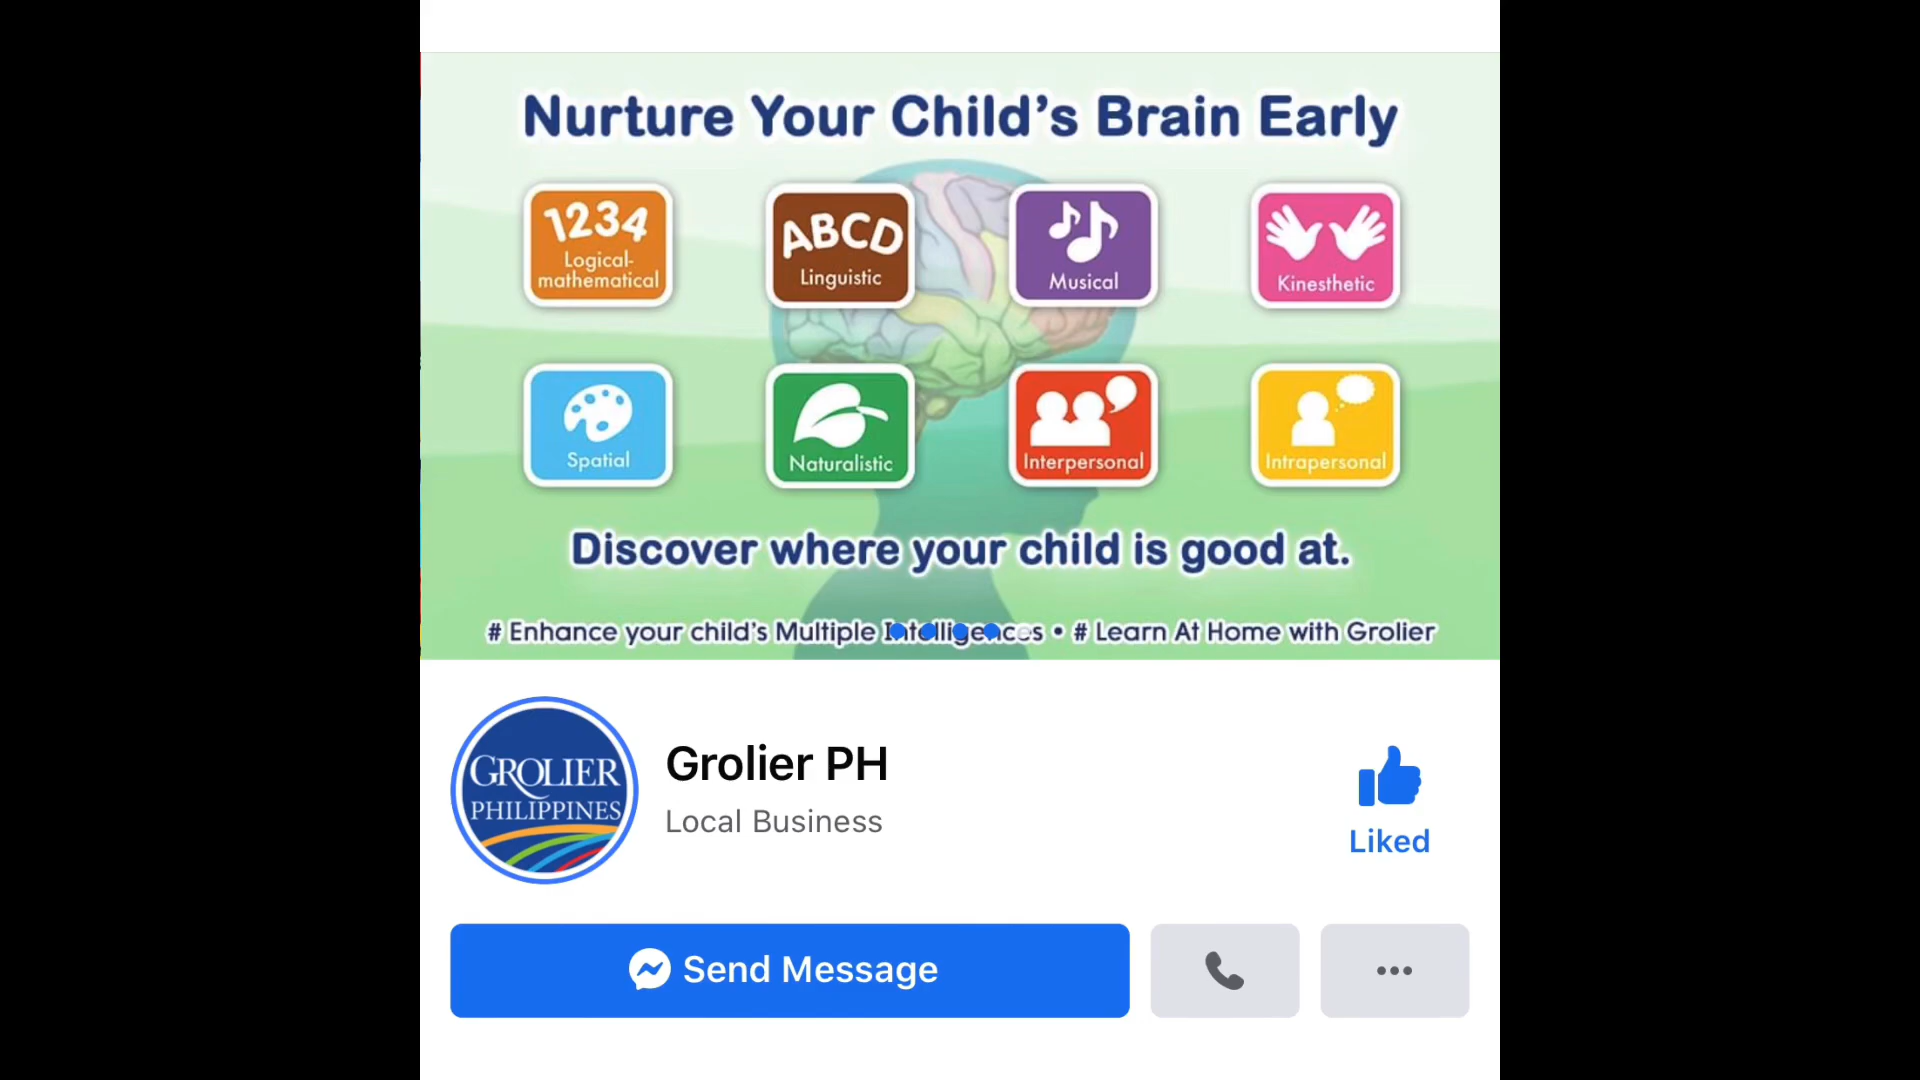 Nurture Your Child's Brain Early
1234
Logical-
mathematical
ABCD
Linguistic
Musical
Kinesthetic
Spatial
Naturalistic
Interpersonal
Intrapersonal
Discover where your child is good at.
# Enhance your child's Multiple Intelligences • # Learn At Home with Grolier
GROLIER
PHILIPPINES
Grolier PH
Local Business
Liked
Send Message